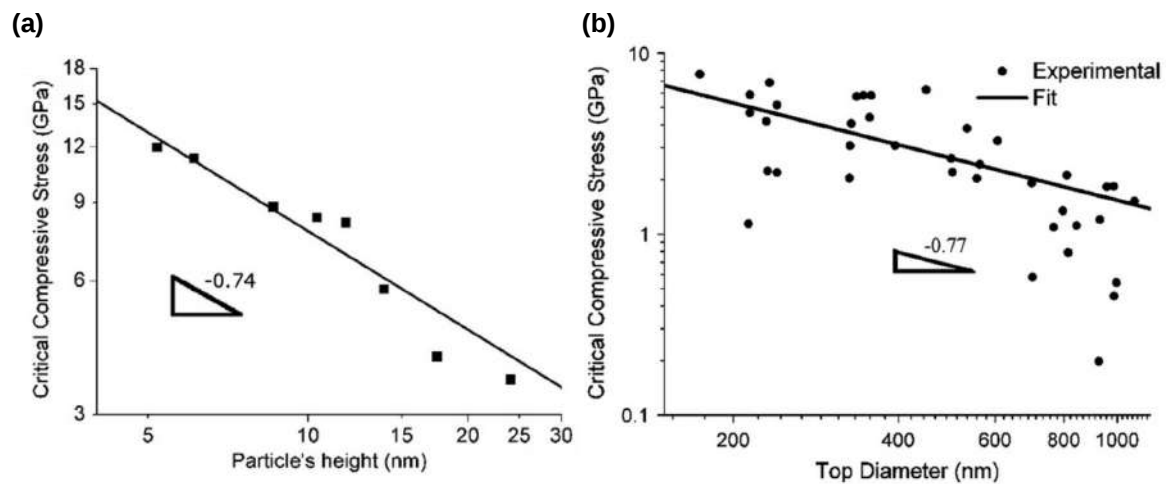 (a)
Critical Compressive Stress (GPa)
18
15
12
9
6
3
-0.74
5
10
15
20
25
30
Particle's height (nm)
(b)
Critical Compressive Stress (GPa)
10
1
0.1
Experimental
Fit
-0.77
200
400
600
800
1000
Top Diameter (nm)